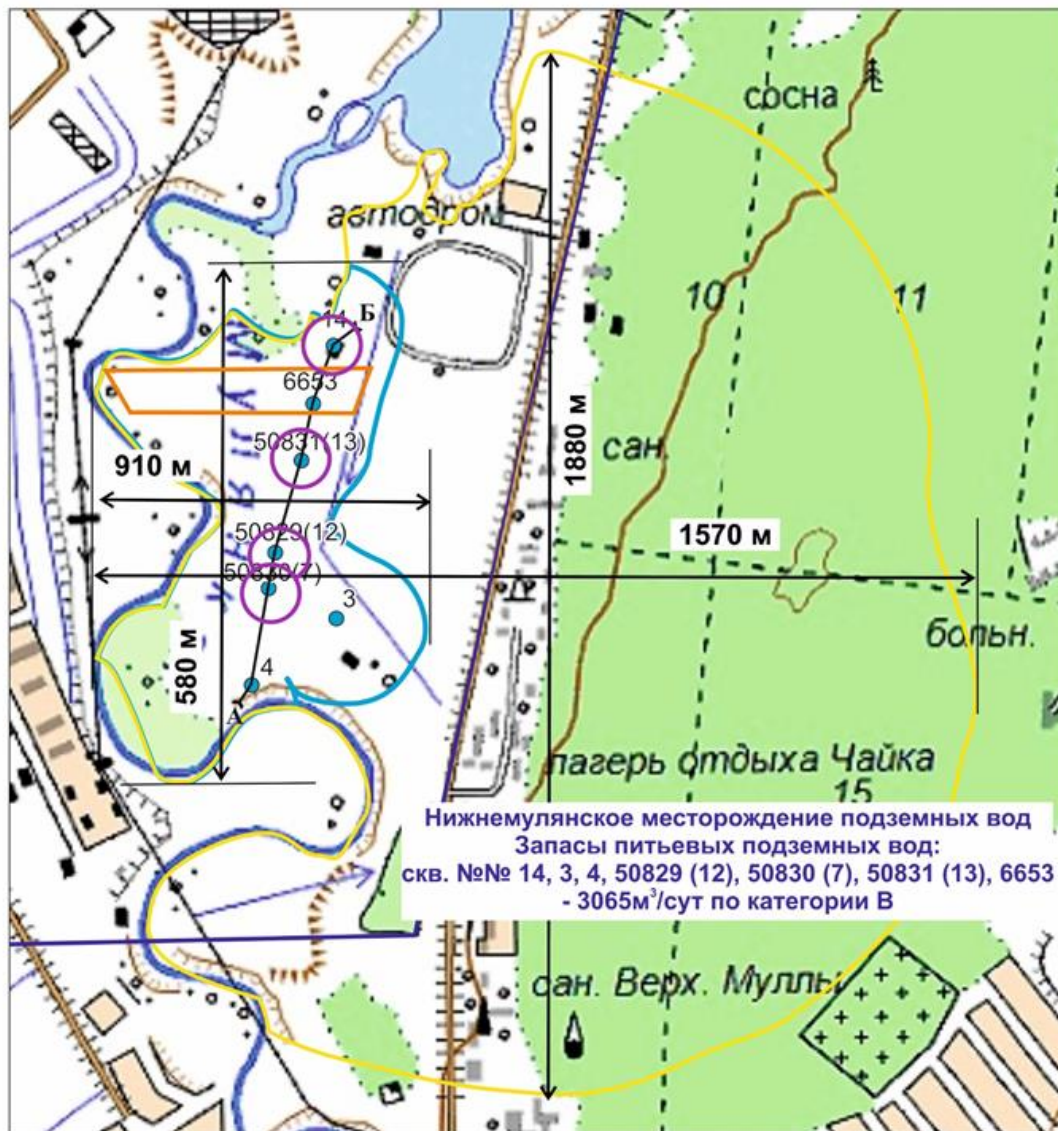 сосна
автодром
10
11
14
Б
6653
50831(13)
сан.
1880 м
910 м
50829(12)
1570 м
50830(7)
3
больн.
580 м
4
А
лагерь отдыха Чайка
15
Нижнемулянское месторождение подземных вод
Запасы питьевых подземных вод:
скв. №№ 14, 3, 4, 50829 (12), 50830 (7), 50831 (13), 6653
- 3065м³/сут по категории В
сан. Верх. Муллы